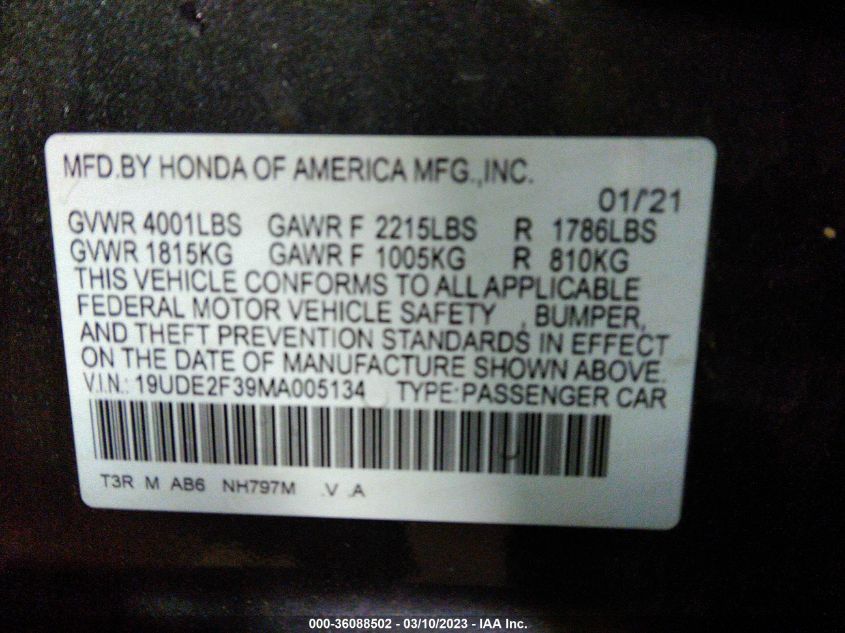 MFD.BY HONDA OF AMERICA MFG.,INC.
01/'21
GVWR 4001LBS GAWR F 2215LBS R 1786LBS
GVWR 1815KG GAWR F 1005KG R 810KG
THIS VEHICLE CONFORMS TO ALL APPLICABLE
FEDERAL MOTOR VEHICLE SAFETY , BUMPER,
AND THEFT PREVENTION STANDARDS IN EFFECT
ON THE DATE OF MANUFACTURE SHOWN ABOVE.
V.I.N.: 19UDE2F39MA005134 TYPE:PASSENGER CAR
T3R M AB6 NH797M .V .A
000-36088502 — 03/10/2023 — IAA Inc.